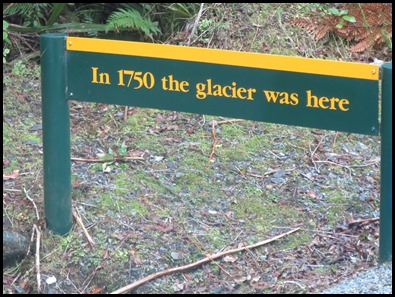 In 1750 the glacier was here